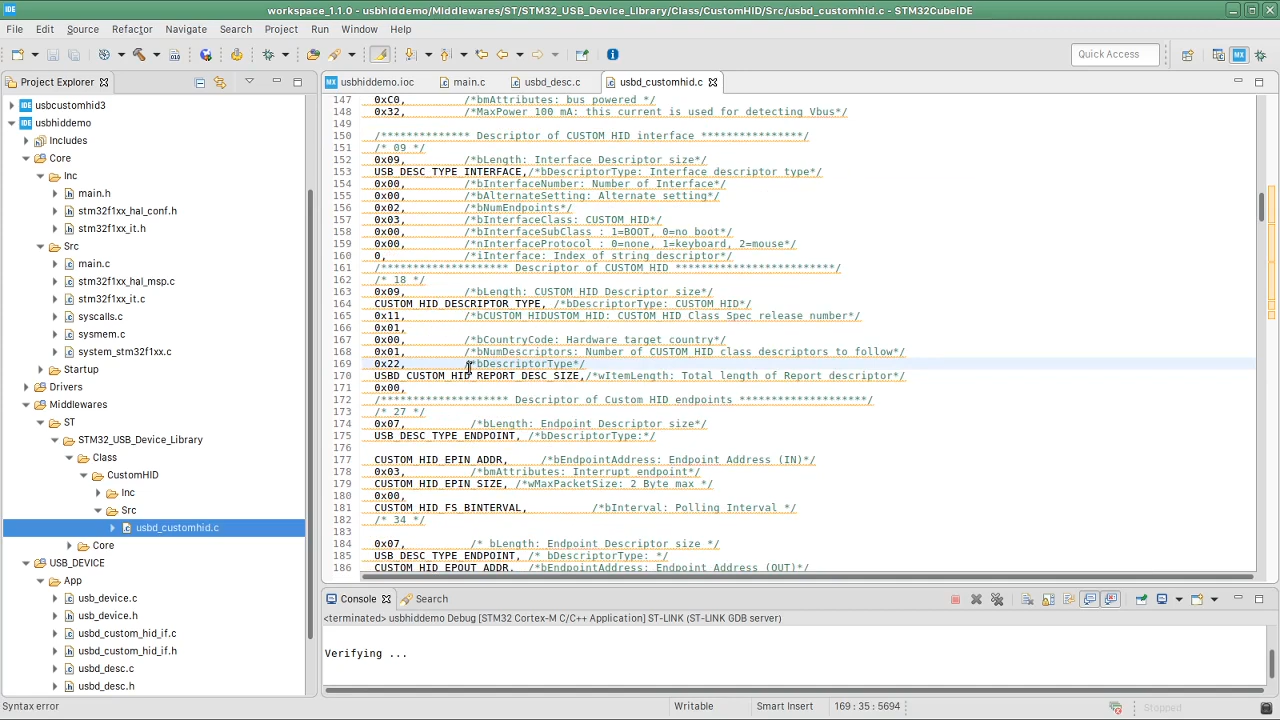 IDE
workspace_1.1.0 - usbhiddemo/Middlewares/ST/STM32_USB_Device_Library/Class/CustomHID/Src/usbd_customhid.c - STM32CubeIDE
File Edit Source Refactor Navigate Search Project Run Window Help
Quick Access
MX
Project Explorer
usbcustomhid3
usbhiddemo
Includes
Core
Inc
main.h
stm32f1xx_hal_conf.h
stm32f1xx_it.h
Src
main.c
stm32f1xx_hal_msp.c
stm32f1xx_it.c
syscalls.c
sysmem.c
system_stm32f1xx.c
Startup
Drivers
Middlewares
ST
STM32_USB_Device_Library
Class
CustomHID
Inc
Src
usbd_customhid.c
Core
USB_DEVICE
App
usb_device.c
usb_device.h
usbd_custom_hid_if.c
usbd_custom_hid_if.h
usbd_desc.c
usbd_desc.h
MX usbhiddemo.ioc main.c usbd_desc.c usbd_customhid.c
147 0xC0, /*bmAttributes: bus powered */
148 0x32, /*MaxPower 100 mA: this current is used for detecting Vbus*/
149
150 /************** Descriptor of CUSTOM HID interface ****************/
151 /* 09 */
152 0x09, /*bLength: Interface Descriptor size*/
153 USB_DESC_TYPE_INTERFACE,/*bDescriptorType: Interface descriptor type*/
154 0x00, /*bInterfaceNumber: Number of Interface*/
155 0x00, /*bAlternateSetting: Alternate setting*/
156 0x02, /*bNumEndpoints*/
157 0x03, /*bInterfaceClass: CUSTOM_HID*/
158 0x00, /*bInterfaceSubClass : 1=BOOT, 0=no boot*/
159 0x00, /*nInterfaceProtocol : 0=none, 1=keyboard, 2=mouse*/
160 0, /*iInterface: Index of string descriptor*/
161 /******************** Descriptor of CUSTOM_HID *************************/
162 /* 18 */
163 0x09, /*bLength: CUSTOM_HID Descriptor size*/
164 CUSTOM_HID_DESCRIPTOR_TYPE, /*bDescriptorType: CUSTOM_HID*/
165 0x11, /*bCUSTOM_HIDUSTOM_HID: CUSTOM_HID Class Spec release number*/
166 0x01,
167 0x00, /*bCountryCode: Hardware target country*/
168 0x01, /*bNumDescriptors: Number of CUSTOM_HID class descriptors to follow*/
169 0x22, /*bDescriptorType*/
170 USBD_CUSTOM_HID_REPORT_DESC_SIZE,/*wItemLength: Total length of Report descriptor*/
171 0x00,
172 /******************** Descriptor of Custom HID endpoints ********************/
173 /* 27 */
174 0x07, /*bLength: Endpoint Descriptor size*/
175 USB_DESC_TYPE_ENDPOINT, /*bDescriptorType:*/
176
177 CUSTOM_HID_EPIN_ADDR, /*bEndpointAddress: Endpoint Address (IN)*/
178 0x03, /*bmAttributes: Interrupt endpoint*/
179 CUSTOM_HID_EPIN_SIZE, /*wMaxPacketSize: 2 Byte max */
180 0x00,
181 CUSTOM_HID_FS_BINTERVAL, /*bInterval: Polling Interval */
182 /* 34 */
183
184 0x07, /* bLength: Endpoint Descriptor size */
185 USB_DESC_TYPE_ENDPOINT, /* bDescriptorType: */
186 CUSTOM_HID_EPOUT_ADDR, /*bEndpointAddress: Endpoint Address (OUT)*/
Console Search
<terminated> usbhiddemo Debug [STM32 Cortex-M C/C++ Application] ST-LINK (ST-LINK GDB server)
Verifying ...
Syntax error Writable Smart Insert 169 : 35 : 5694 Stopped